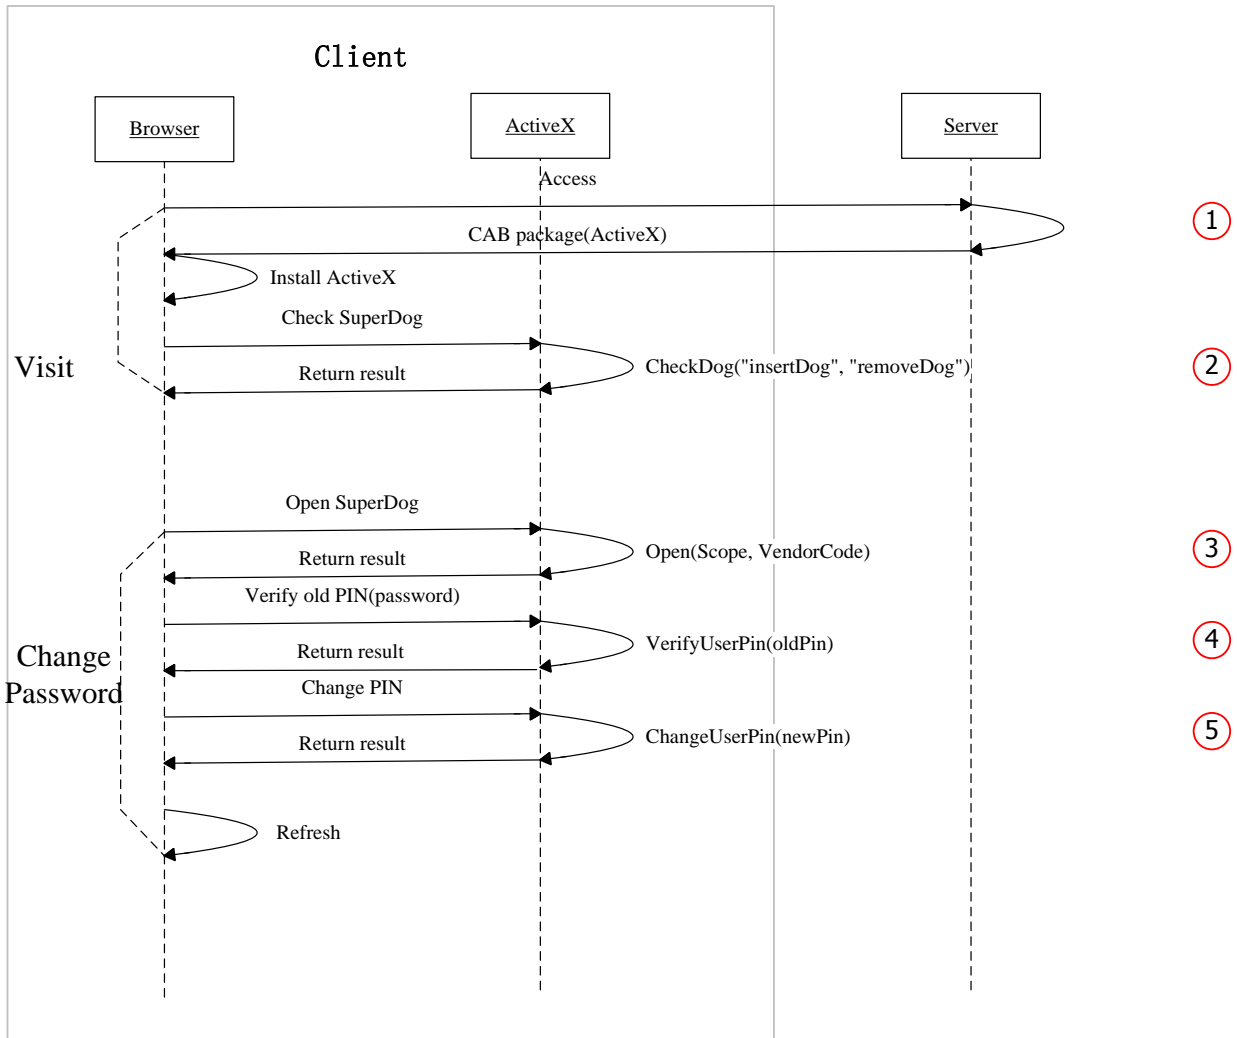 Client
Browser
ActiveX
Server
Access
1
CAB package(ActiveX)
Install ActiveX
Check SuperDog
Visit
Return result
CheckDog("insertDog", "removeDog")
2
Open SuperDog
Return result
Open(Scope, VendorCode)
3
Verify old PIN(password)
Change
Password
Return result
VerifyUserPin(oldPin)
4
Change PIN
Return result
ChangeUserPin(newPin)
5
Refresh